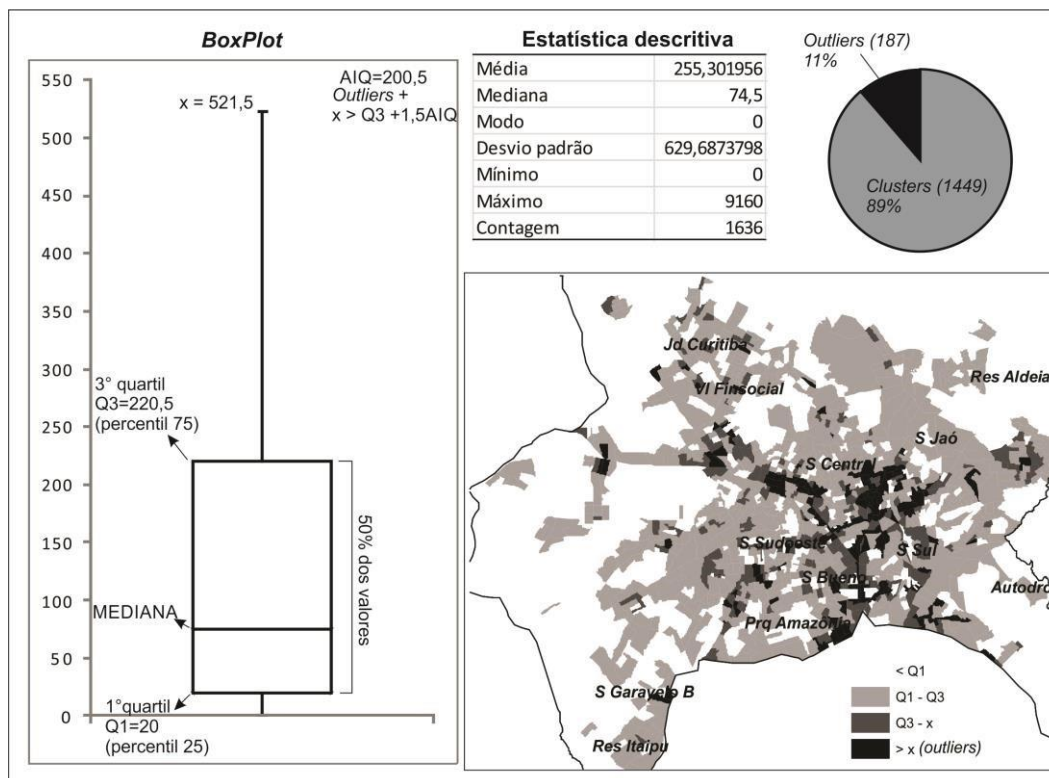 BoxPlot
AIQ=200,5
Outliers +
x > Q3 +1,5AIQ
x = 521,5
550
500
450
400
350
300
250
200
150
100
50
0
3° quartil
Q3=220,5
(percentil 75)
MEDIANA
1°quartil
Q1=20
(percentil 25)
50% dos valores
Estatística descritiva
Média 255,301956
Mediana 74,5
Modo 0
Desvio padrão 629,6873798
Mínimo 0
Máximo 9160
Contagem 1636
Outliers (187)
11%
Clusters (1449)
89%
Jd Curitiba
Vl Finsocial
Res Aldeia
S Jaó
S Central
S Sudoeste
S Sul
S Bueno
Autodro
Prq Amazônia
S Garavelo B
Res Itaipu
< Q1
Q1 - Q3
Q3 - x
> x (outliers)